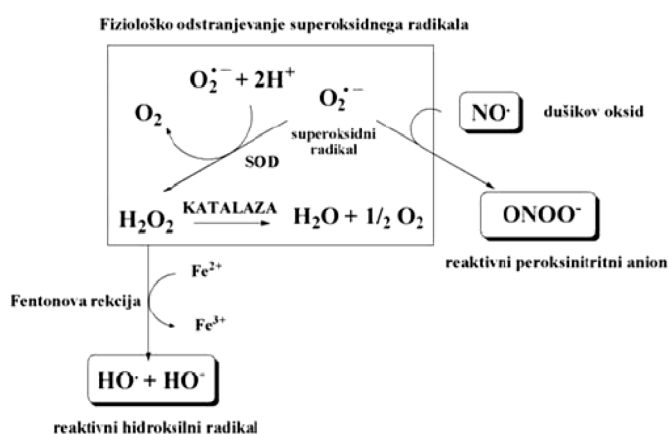 Fiziološko odstranjevanje superoksidnega radikala
O₂•⁻ + 2H⁺
O₂•⁻
O₂
superoksidni
radikal
SOD
NO·
dušikov oksid
H₂O₂
KATALAZA
H₂O + 1/₂ O₂
ONOO⁻
reaktivni peroksinitritni anion
Fe²⁺
Fentonova rekcija
Fe³⁺
HO· + HO⁻
reaktivni hidroksilni radikal